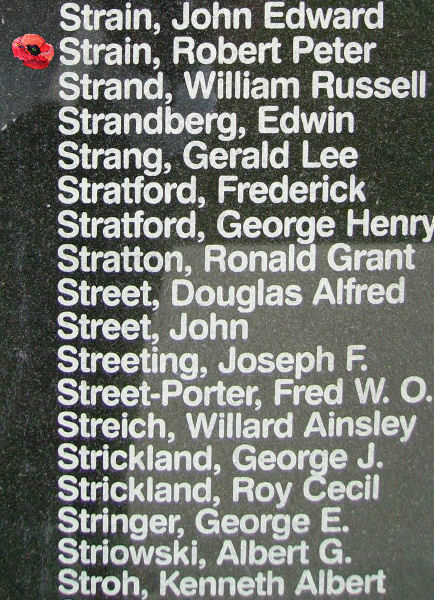 Strain, John Edward
Strain, Robert Peter
Strand, William Russell
Strandberg, Edwin
Strang, Gerald Lee
Stratford, Frederick
Stratford, George Henry
Stratton, Ronald Grant
Street, Douglas Alfred
Street, John
Streeting, Joseph F.
Street-Porter, Fred W. O.
Streich, Willard Ainsley
Strickland, George J.
Strickland, Roy Cecil
Stringer, George E.
Striowski, Albert G.
Stroh, Kenneth Albert